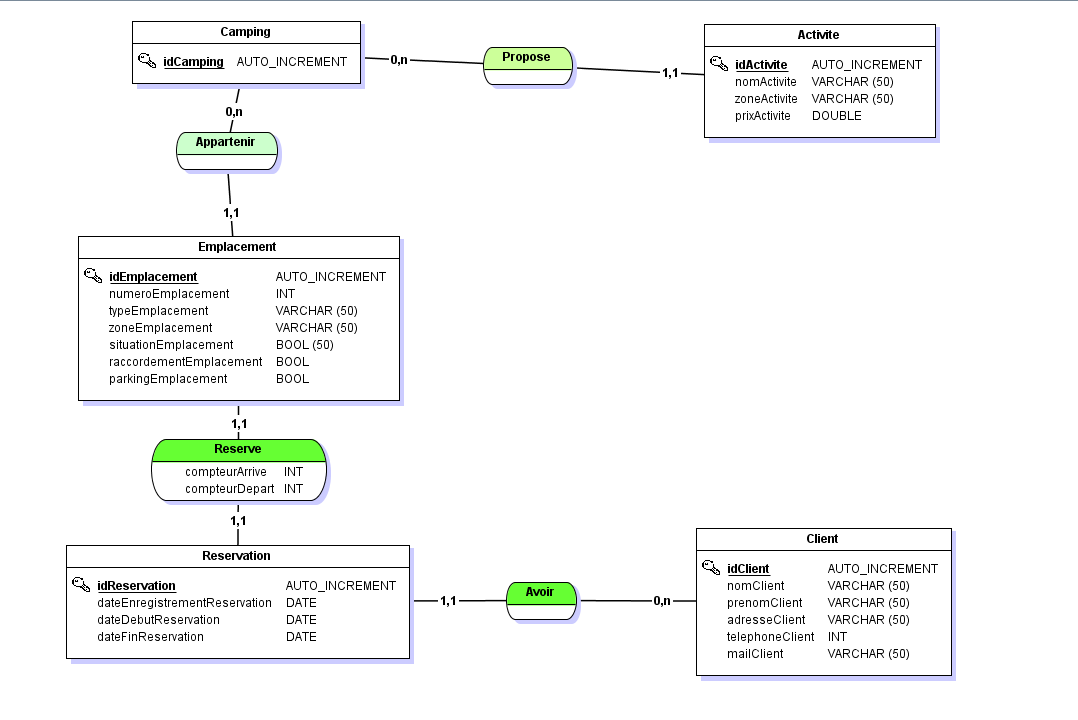 Camping
idCamping AUTO_INCREMENT
0,n
Propose
1,1
Activite
idActivite AUTO_INCREMENT
nomActivite VARCHAR (50)
zoneActivite VARCHAR (50)
prixActivite DOUBLE
0,n
Appartenir
1,1
Emplacement
idEmplacement AUTO_INCREMENT
numeroEmplacement INT
typeEmplacement VARCHAR (50)
zoneEmplacement VARCHAR (50)
situationEmplacement BOOL (50)
raccordementEmplacement BOOL
parkingEmplacement BOOL
1,1
Reserve
compteurArrive INT
compteurDepart INT
1,1
Reservation
idReservation AUTO_INCREMENT
dateEnregistrementReservation DATE
dateDebutReservation DATE
dateFinReservation DATE
1,1
Avoir
0,n
Client
idClient AUTO_INCREMENT
nomClient VARCHAR (50)
prenomClient VARCHAR (50)
adresseClient VARCHAR (50)
telephoneClient INT
mailClient VARCHAR (50)